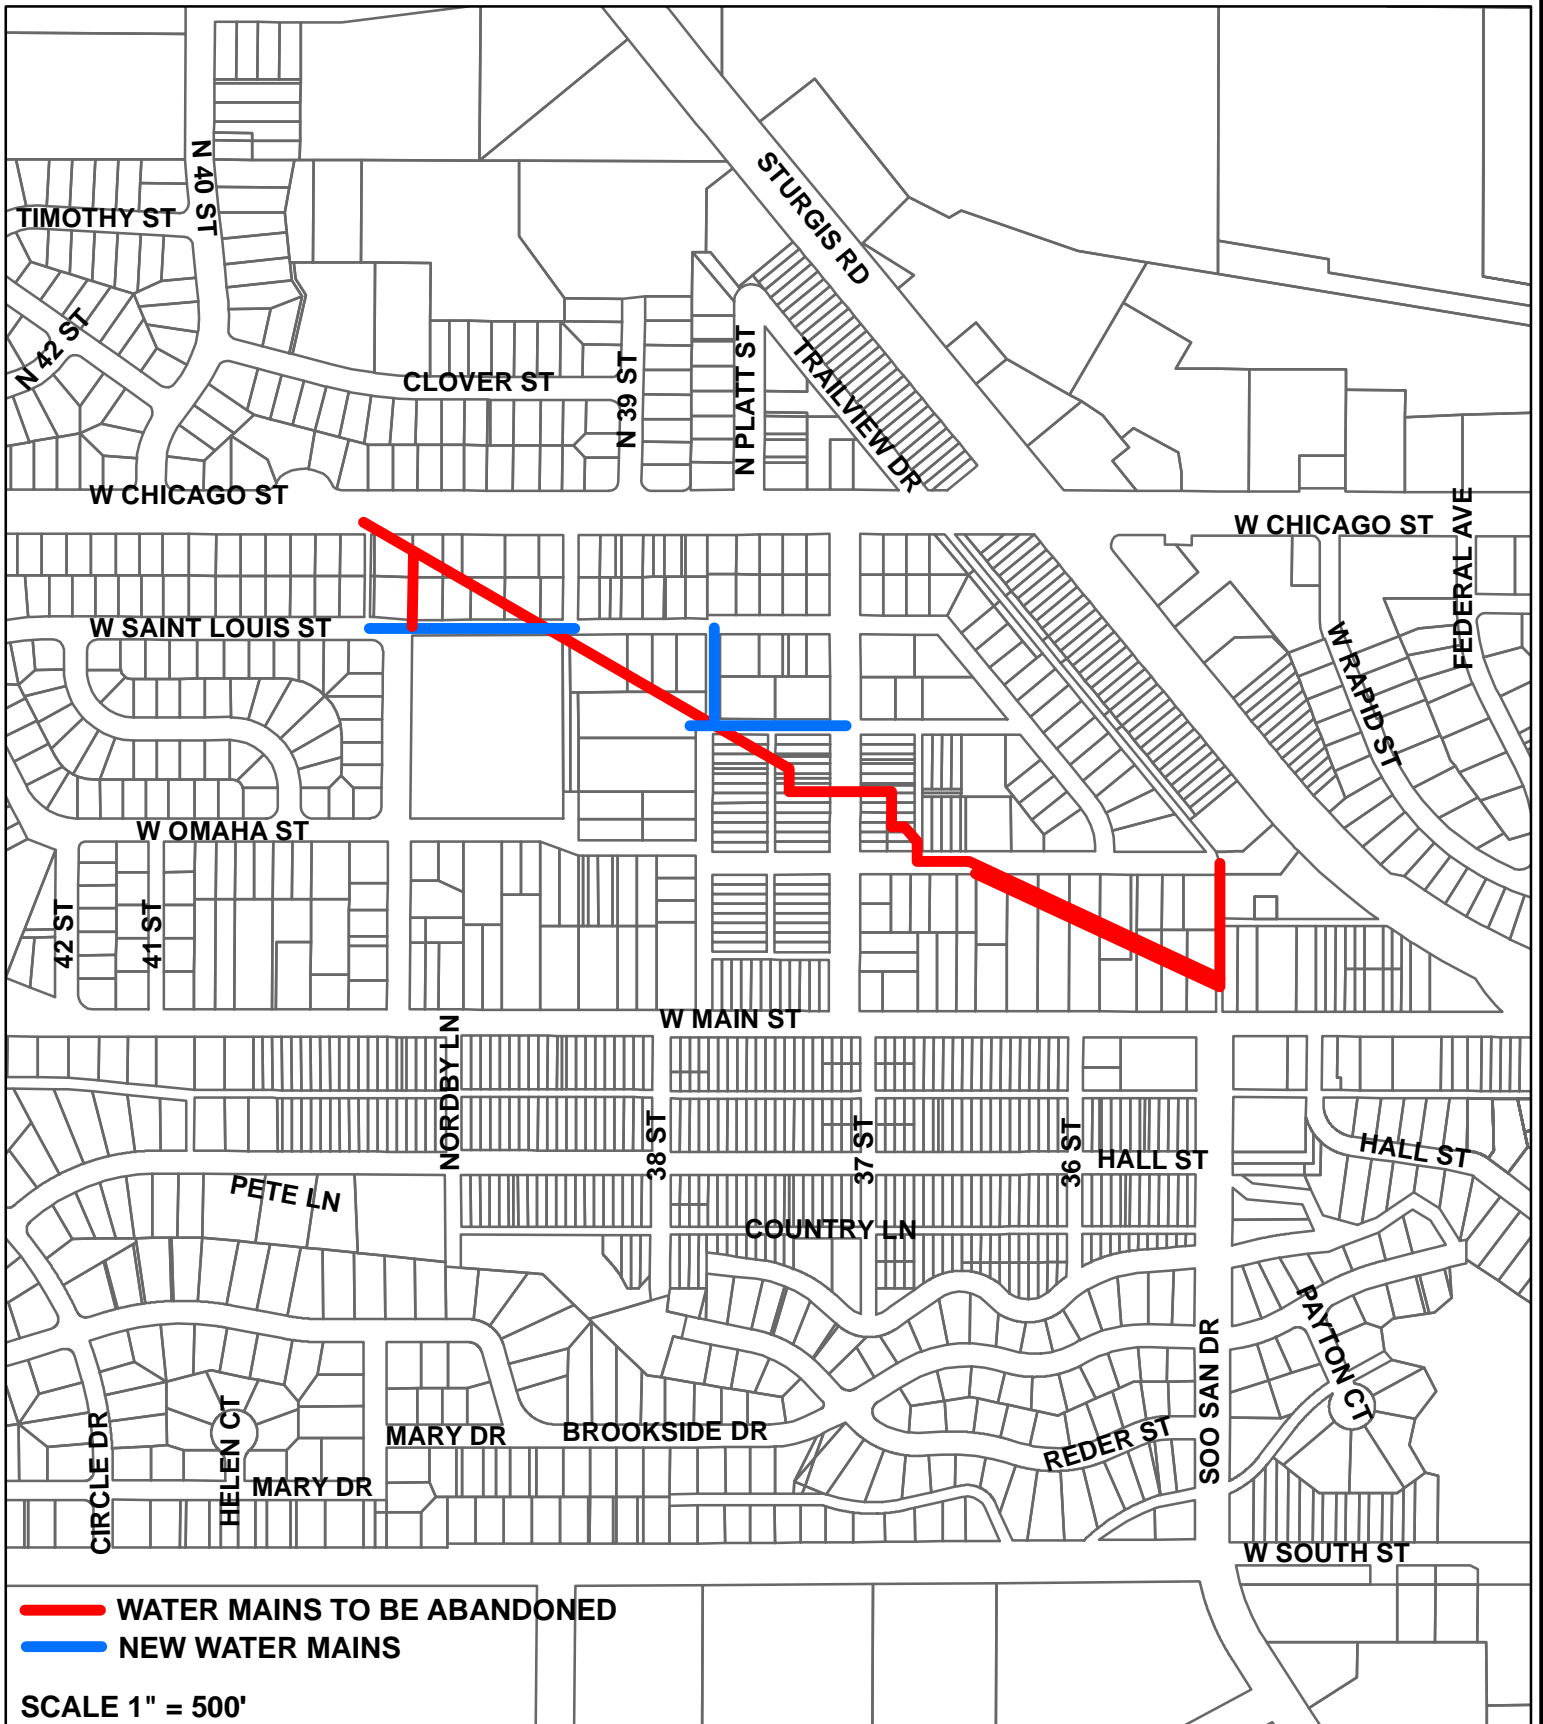 N 40 ST
STURGIS RD
TIMOTHY ST
N 42 ST
CLOVER ST
N 39 ST
N PLATT ST
TRAILVIEW DR
W CHICAGO ST
W CHICAGO ST
FEDERAL AVE
W SAINT LOUIS ST
W RAPID ST
W OMAHA ST
42 ST
41 ST
W MAIN ST
NORDBY LN
38 ST
37 ST
36 ST
HALL ST
HALL ST
PETE LN
COUNTRY LN
PAYTON CT
SOO SAN DR
CIRCLE DR
HELEN CT
MARY DR
BROOKSIDE DR
REDER ST
MARY DR
W SOUTH ST
WATER MAINS TO BE ABANDONED
NEW WATER MAINS
SCALE 1" = 500'